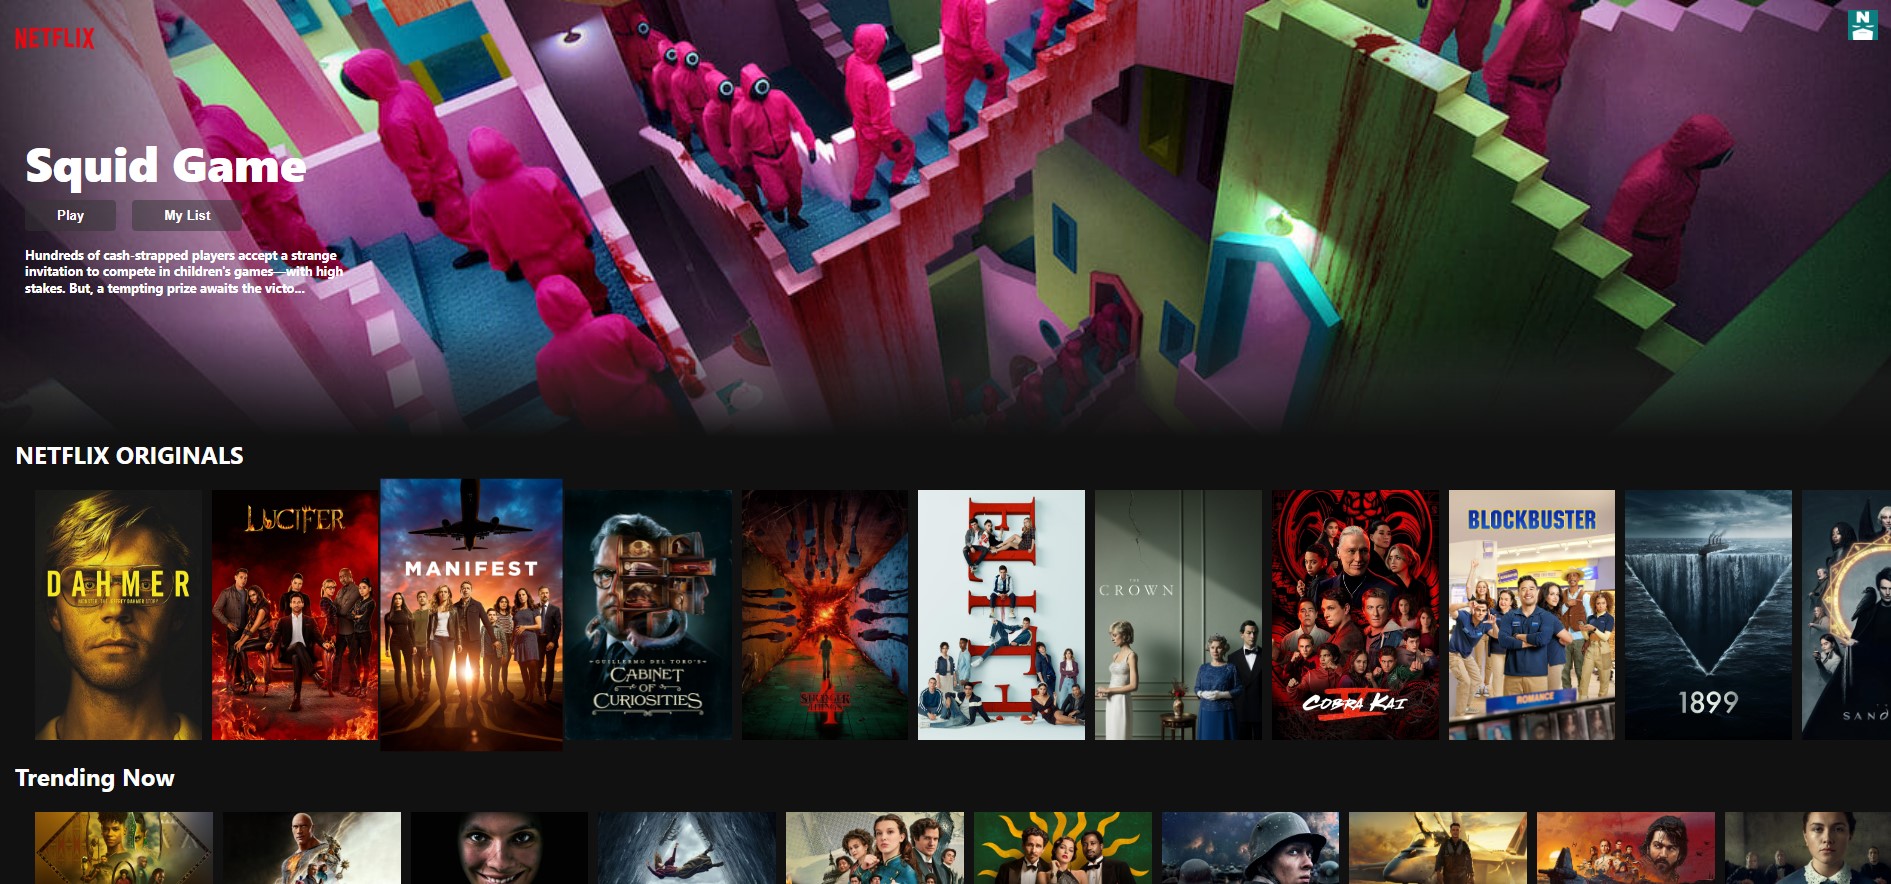 NETFLIX
N
Squid Game
Play
My List
Hundreds of cash-strapped players accept a strange
invitation to compete in children's games—with high
stakes. But, a tempting prize awaits the victo...
NETFLIX ORIGINALS
DAHMER
LUCIFER
MANIFEST
GUILLERMO DEL TORO'S
CABINET
OF
CURIOSITIES
STRANGER
THINGS
4
ELITE
THE
CROWN
COBRA KAI
V
BLOCKBUSTER
ROMANCE
1899
SAND
Trending Now